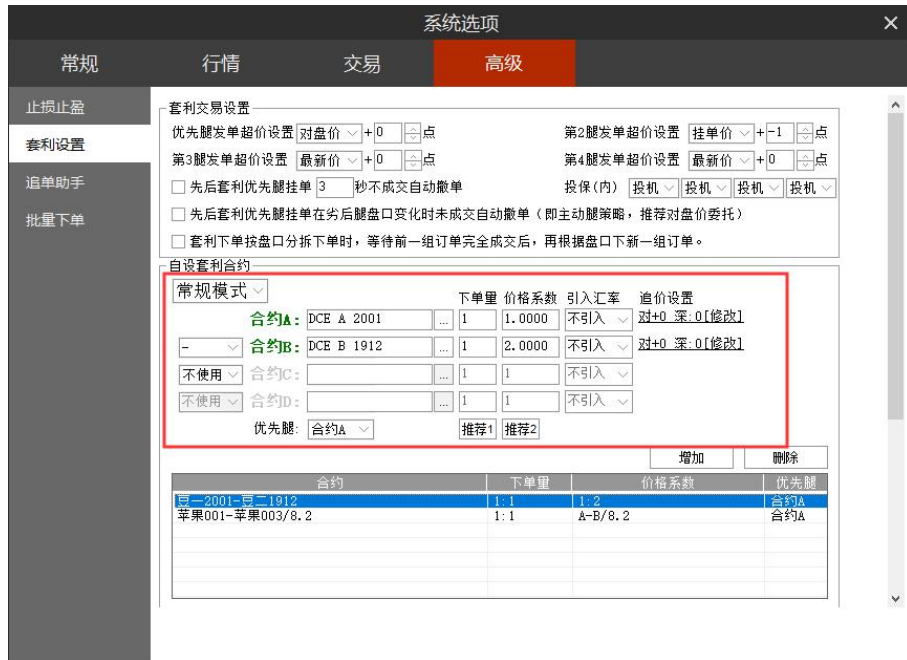 系统选项
常规 行情 交易 高级
止损止盈
套利设置
追单助手
批量下单
套利交易设置
优先腿发单超价设置 对盘价 +0 点 第2腿发单超价设置 挂单价 +-1 点
第3腿发单超价设置 最新价 +0 点 第4腿发单超价设置 最新价 +0 点
先后套利优先腿挂单 3 秒不成交自动撤单 投保(内) 投机 投机 投机 投机
先后套利优先腿挂单在劣后腿盘口变化时未成交自动撤单(即主动腿策略,推荐对盘价委托)
套利下单按盘口分拆下单时,等待前一组订单完全成交后,再根据盘口下新一组订单。
自设套利合约
常规模式 下单量 价格系数 引入汇率 追价设置
合约A: DCE A 2001 ... 1 1.0000 不引入 对+0 深:0[修改]
- 合约B: DCE B 1912 ... 1 2.0000 不引入 对+0 深:0[修改]
不使用 合约C: ... 1 1 不引入
不使用 合约D: ... 1 1 不引入
优先腿: 合约A 推荐1 推荐2
增加 删除
合约 下单量 价格系数 优先腿
豆一2001-豆二1912 1:1 1:2 合约A
苹果001-苹果003/8.2 1:1 A-B/8.2 合约A